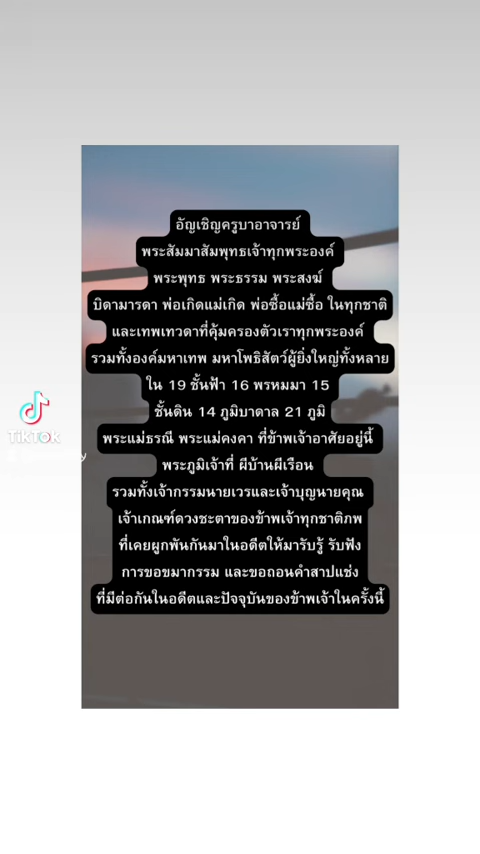 อัญเชิญครูบาอาจารย์
พระสัมมาสัมพุทธเจ้าทุกพระองค์
พระพุทธ พระธรรม พระสงฆ์
บิดามารดา พ่อเกิดแม่เกิด พ่อซื้อแม่ซื้อ ในทุกชาติ
และเทพเทวดาที่คุ้มครองตัวเราทุกพระองค์
รวมทั้งองค์มหาเทพ มหาโพธิสัตว์ผู้ยิ่งใหญ่ทั้งหลาย
ใน 19 ชั้นฟ้า 16 พรหมมา 15
ชั้นดิน 14 ภูมิบาดาล 21 ภูมิ
พระแม่ธรณี พระแม่คงคา ที่ข้าพเจ้าอาศัยอยู่นี้
พระภูมิเจ้าที่ ผีบ้านผีเรือน
รวมทั้งเจ้ากรรมนายเวรและเจ้าบุญนายคุณ
เจ้าเกณฑ์ดวงชะตาของข้าพเจ้าทุกชาติภพ
ที่เคยผูกพันกันมาในอดีตให้มารับรู้ รับฟัง
การขอขมากรรม และขอถอนคำสาปแช่ง
ที่มีต่อกันในอดีตและปัจจุบันของข้าพเจ้าในครั้งนี้
TikTok